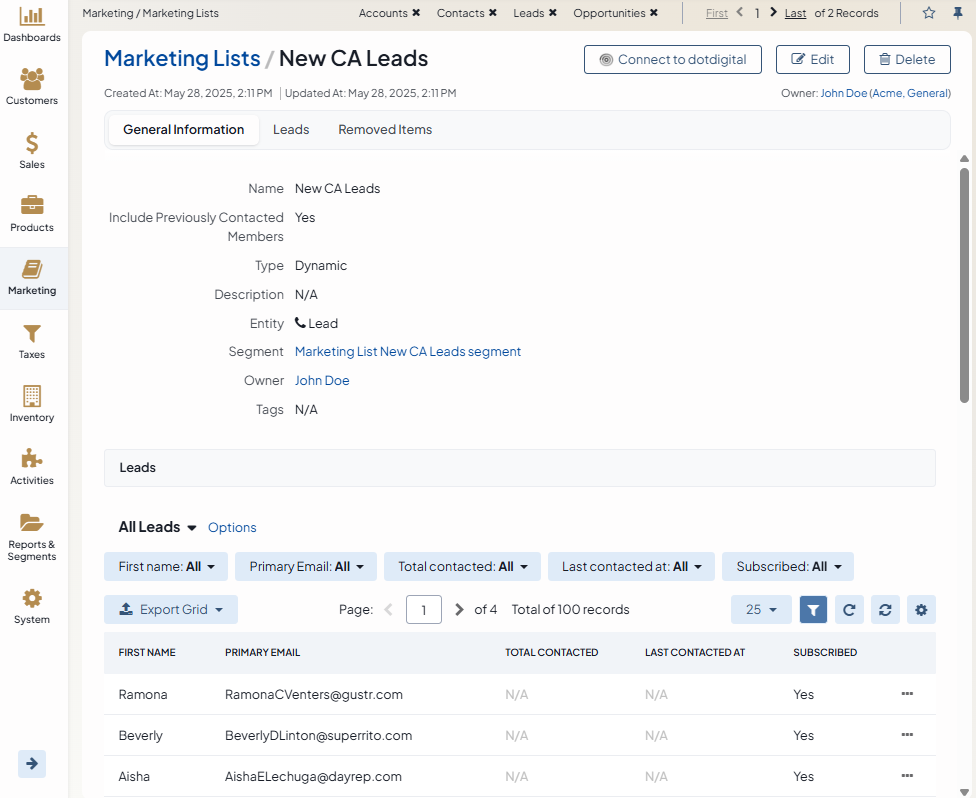 Marketing / Marketing Lists Accounts ✖ Contacts ✖ Leads ✖ Opportunities ✖ First 1 Last of 2 Records
Dashboards
Customers
Sales
Products
Marketing
Taxes
Inventory
Activities
Reports &
Segments
System
Marketing Lists / New CA Leads Connect to dotdigital Edit Delete
Created At: May 28, 2025, 2:11 PM | Updated At: May 28, 2025, 2:11 PM Owner: John Doe (Acme, General)
General Information Leads Removed Items
Name New CA Leads
Include Previously Contacted Yes
Members
Type Dynamic
Description N/A
Entity Lead
Segment Marketing List New CA Leads segment
Owner John Doe
Tags N/A
Leads
All Leads Options
First name: All Primary Email: All Total contacted: All Last contacted at: All Subscribed: All
Export Grid Page: 1 of 4 Total of 100 records 25
FIRST NAME PRIMARY EMAIL TOTAL CONTACTED LAST CONTACTED AT SUBSCRIBED
Ramona RamonaCVenters@gustr.com N/A N/A Yes
Beverly BeverlyDLinton@superrito.com N/A N/A Yes
Aisha AishaELechuga@dayrep.com N/A N/A Yes